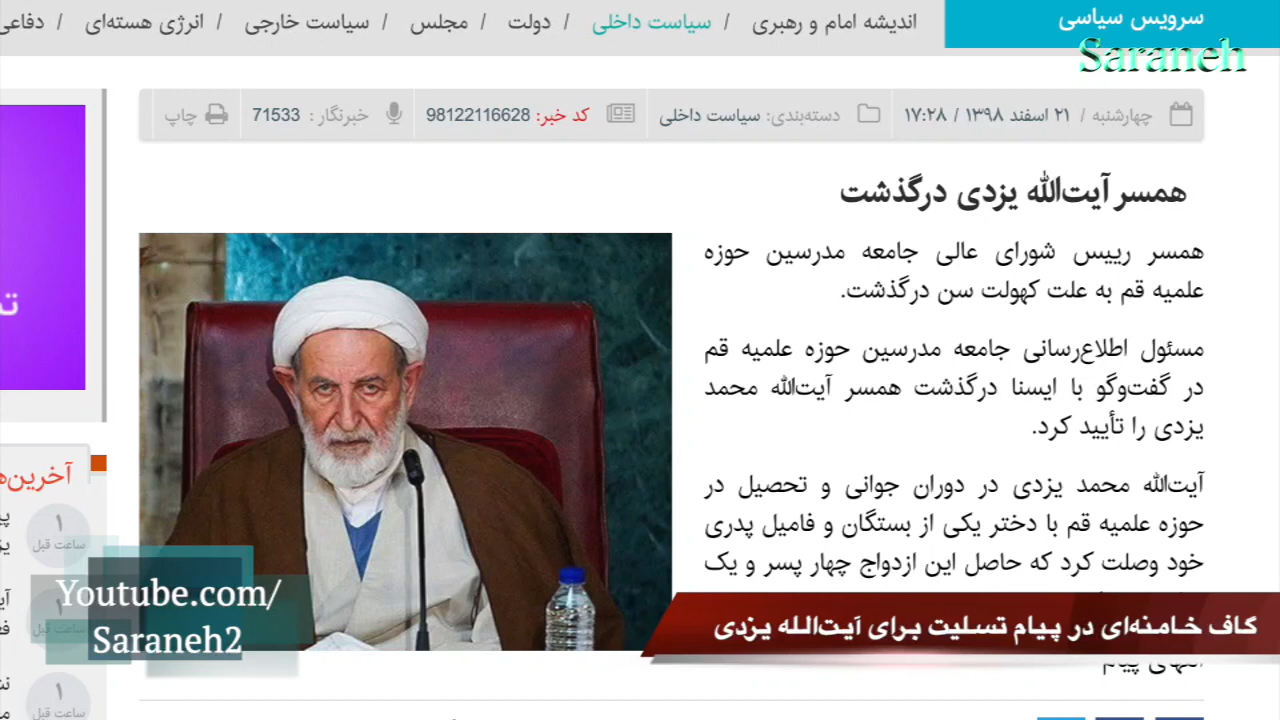 سرویس سیاسی
اندیشه امام و رهبری / سیاست داخلی / دولت / مجلس / سیاست خارجی / انرژی هسته‌ای / دفاعی
Saraneh
چهارشنبه / ۲۱ اسفند ۱۳۹۸ / ۱۷:۲۸
دسته‌بندی: سیاست داخلی
کد خبر: 98122116628
خبرنگار : 71533
چاپ
همسر آیت‌الله یزدی درگذشت
همسر رییس شورای عالی جامعه مدرسین حوزه
علمیه قم به علت کهولت سن درگذشت.
مسئول اطلاع‌رسانی جامعه مدرسین حوزه علمیه قم
در گفت‌وگو با ایسنا درگذشت همسر آیت‌الله محمد
یزدی را تأیید کرد.
آیت‌الله محمد یزدی در دوران جوانی و تحصیل در
حوزه علمیه قم با دختر یکی از بستگان و فامیل پدری
خود وصلت کرد که حاصل این ازدواج چهار پسر و یک
کاف خامنه‌ای در پیام تسلیت برای آیت‌الله یزدی
انتهای پیام
آخرین‌ه
۱
ساعت قبل
۱
ساعت قبل
۱
ساعت قبل
Youtube.com/
Saraneh2